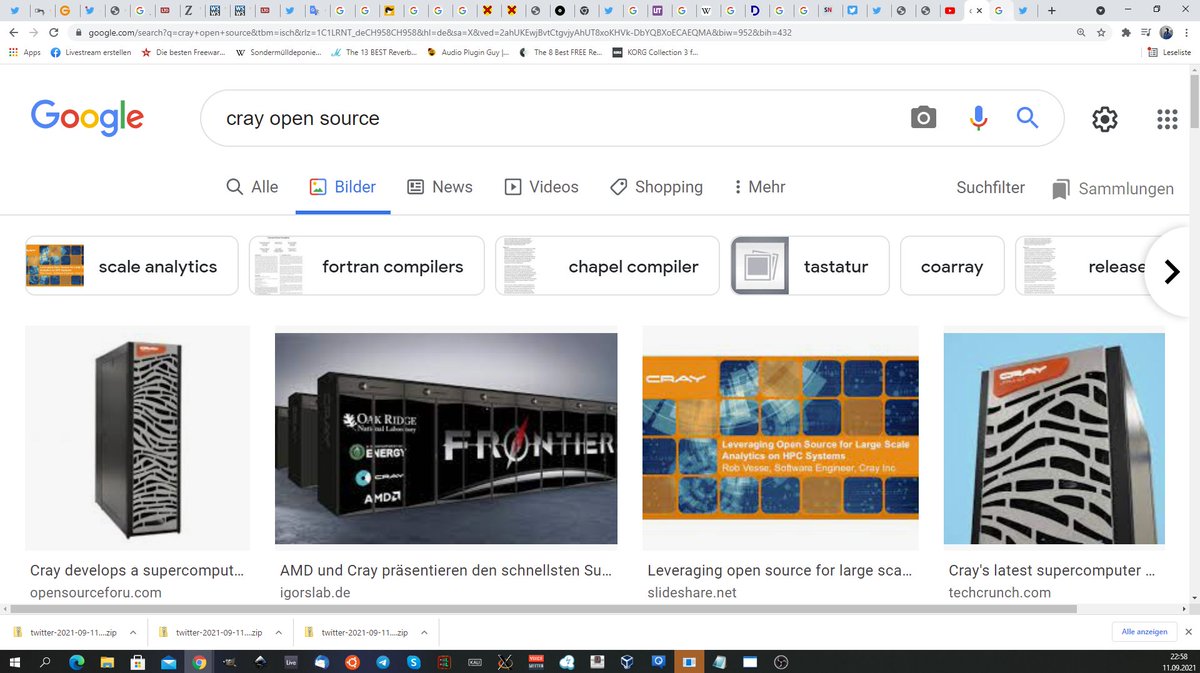 google.com/search?q=cray+open+source&tbm=isch&rlz=1C1LRNT_deCH958CH958&hl=de&sa=X&ved=2ahUKEwjBvtCtgvjyAhUT8xoKHVk-DbYQBXoECAEQMA&biw=952&bih=432
Apps
Livestream erstellen
Die besten Freewar...
Sondermülldeponie...
The 13 BEST Reverb...
Audio Plugin Guy |...
The 8 Best FREE Re...
KORG Collection 3 f...
Leseliste
Google
cray open source
Alle
Bilder
News
Videos
Shopping
Mehr
Suchfilter
Sammlungen
scale analytics
fortran compilers
chapel compiler
tastatur
coarray
release
CRAY
OAK RIDGE
National Laboratory
ENERGY
CRAY
AMD
FRONTIER
CRAY
Leveraging Open Source for Large Scale
Analytics on HPC Systems
Rob Vesse, Software Engineer, Cray Inc
CRAY
Cray develops a supercomput...
opensourceforu.com
AMD und Cray präsentieren den schnellsten Su...
igorslab.de
Leveraging open source for large sca...
slideshare.net
Cray's latest supercomputer ...
techcrunch.com
twitter-2021-09-11....zip
twitter-2021-09-11....zip
twitter-2021-09-11....zip
Alle anzeigen
22:58
11.09.2021